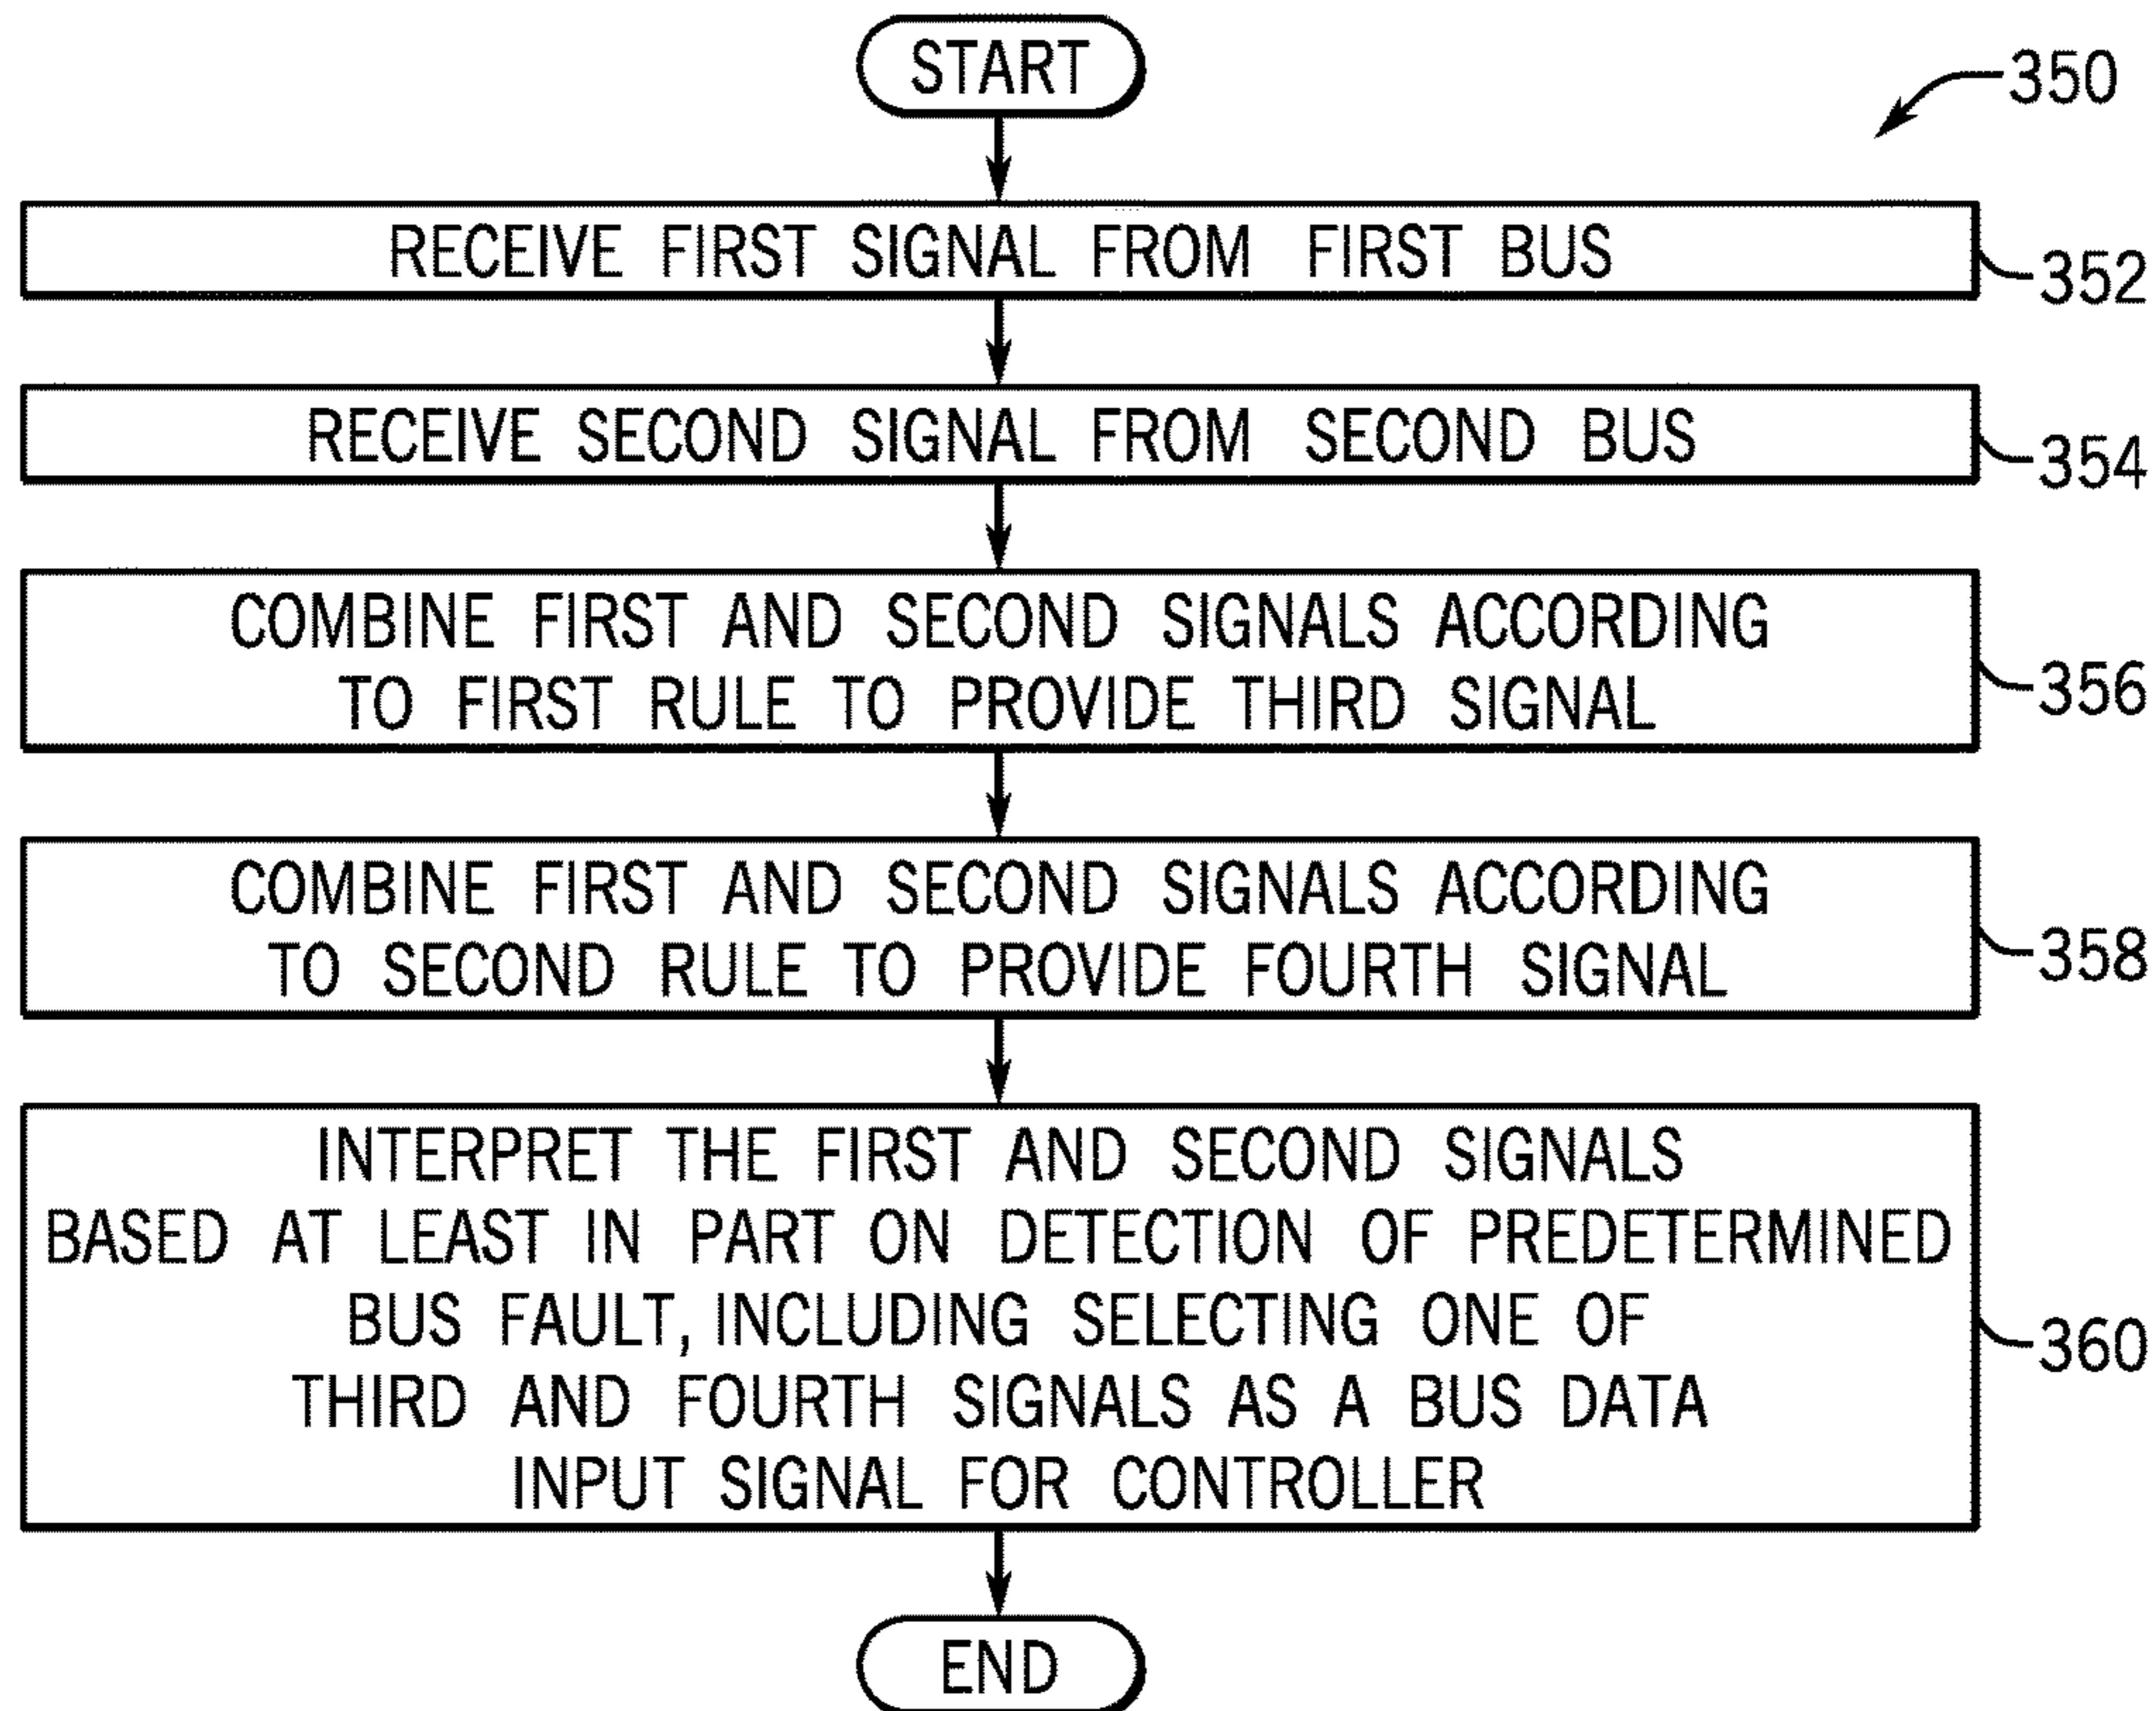 START
350
RECEIVE FIRST SIGNAL FROM FIRST BUS
352
RECEIVE SECOND SIGNAL FROM SECOND BUS
354
COMBINE FIRST AND SECOND SIGNALS ACCORDING
TO FIRST RULE TO PROVIDE THIRD SIGNAL
356
COMBINE FIRST AND SECOND SIGNALS ACCORDING
TO SECOND RULE TO PROVIDE FOURTH SIGNAL
358
INTERPRET THE FIRST AND SECOND SIGNALS
BASED AT LEAST IN PART ON DETECTION OF PREDETERMINED
BUS FAULT, INCLUDING SELECTING ONE OF
THIRD AND FOURTH SIGNALS AS A BUS DATA
INPUT SIGNAL FOR CONTROLLER
360
END